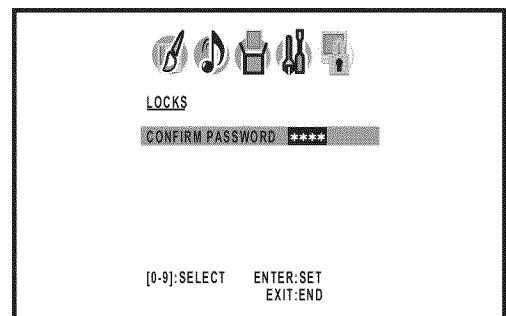 LOCKS
CONFIRM PASSWORD ****
[0-9]:SELECT ENTER:SET
EXIT:END